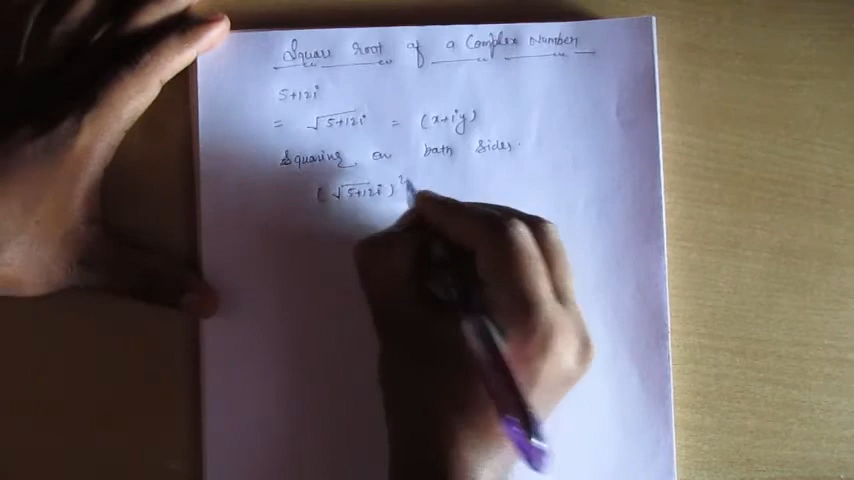 Square root of a Complex Number
5+12i
= √5+12i = (x+iy)
Squaring on both sides.
(√5+12i)²